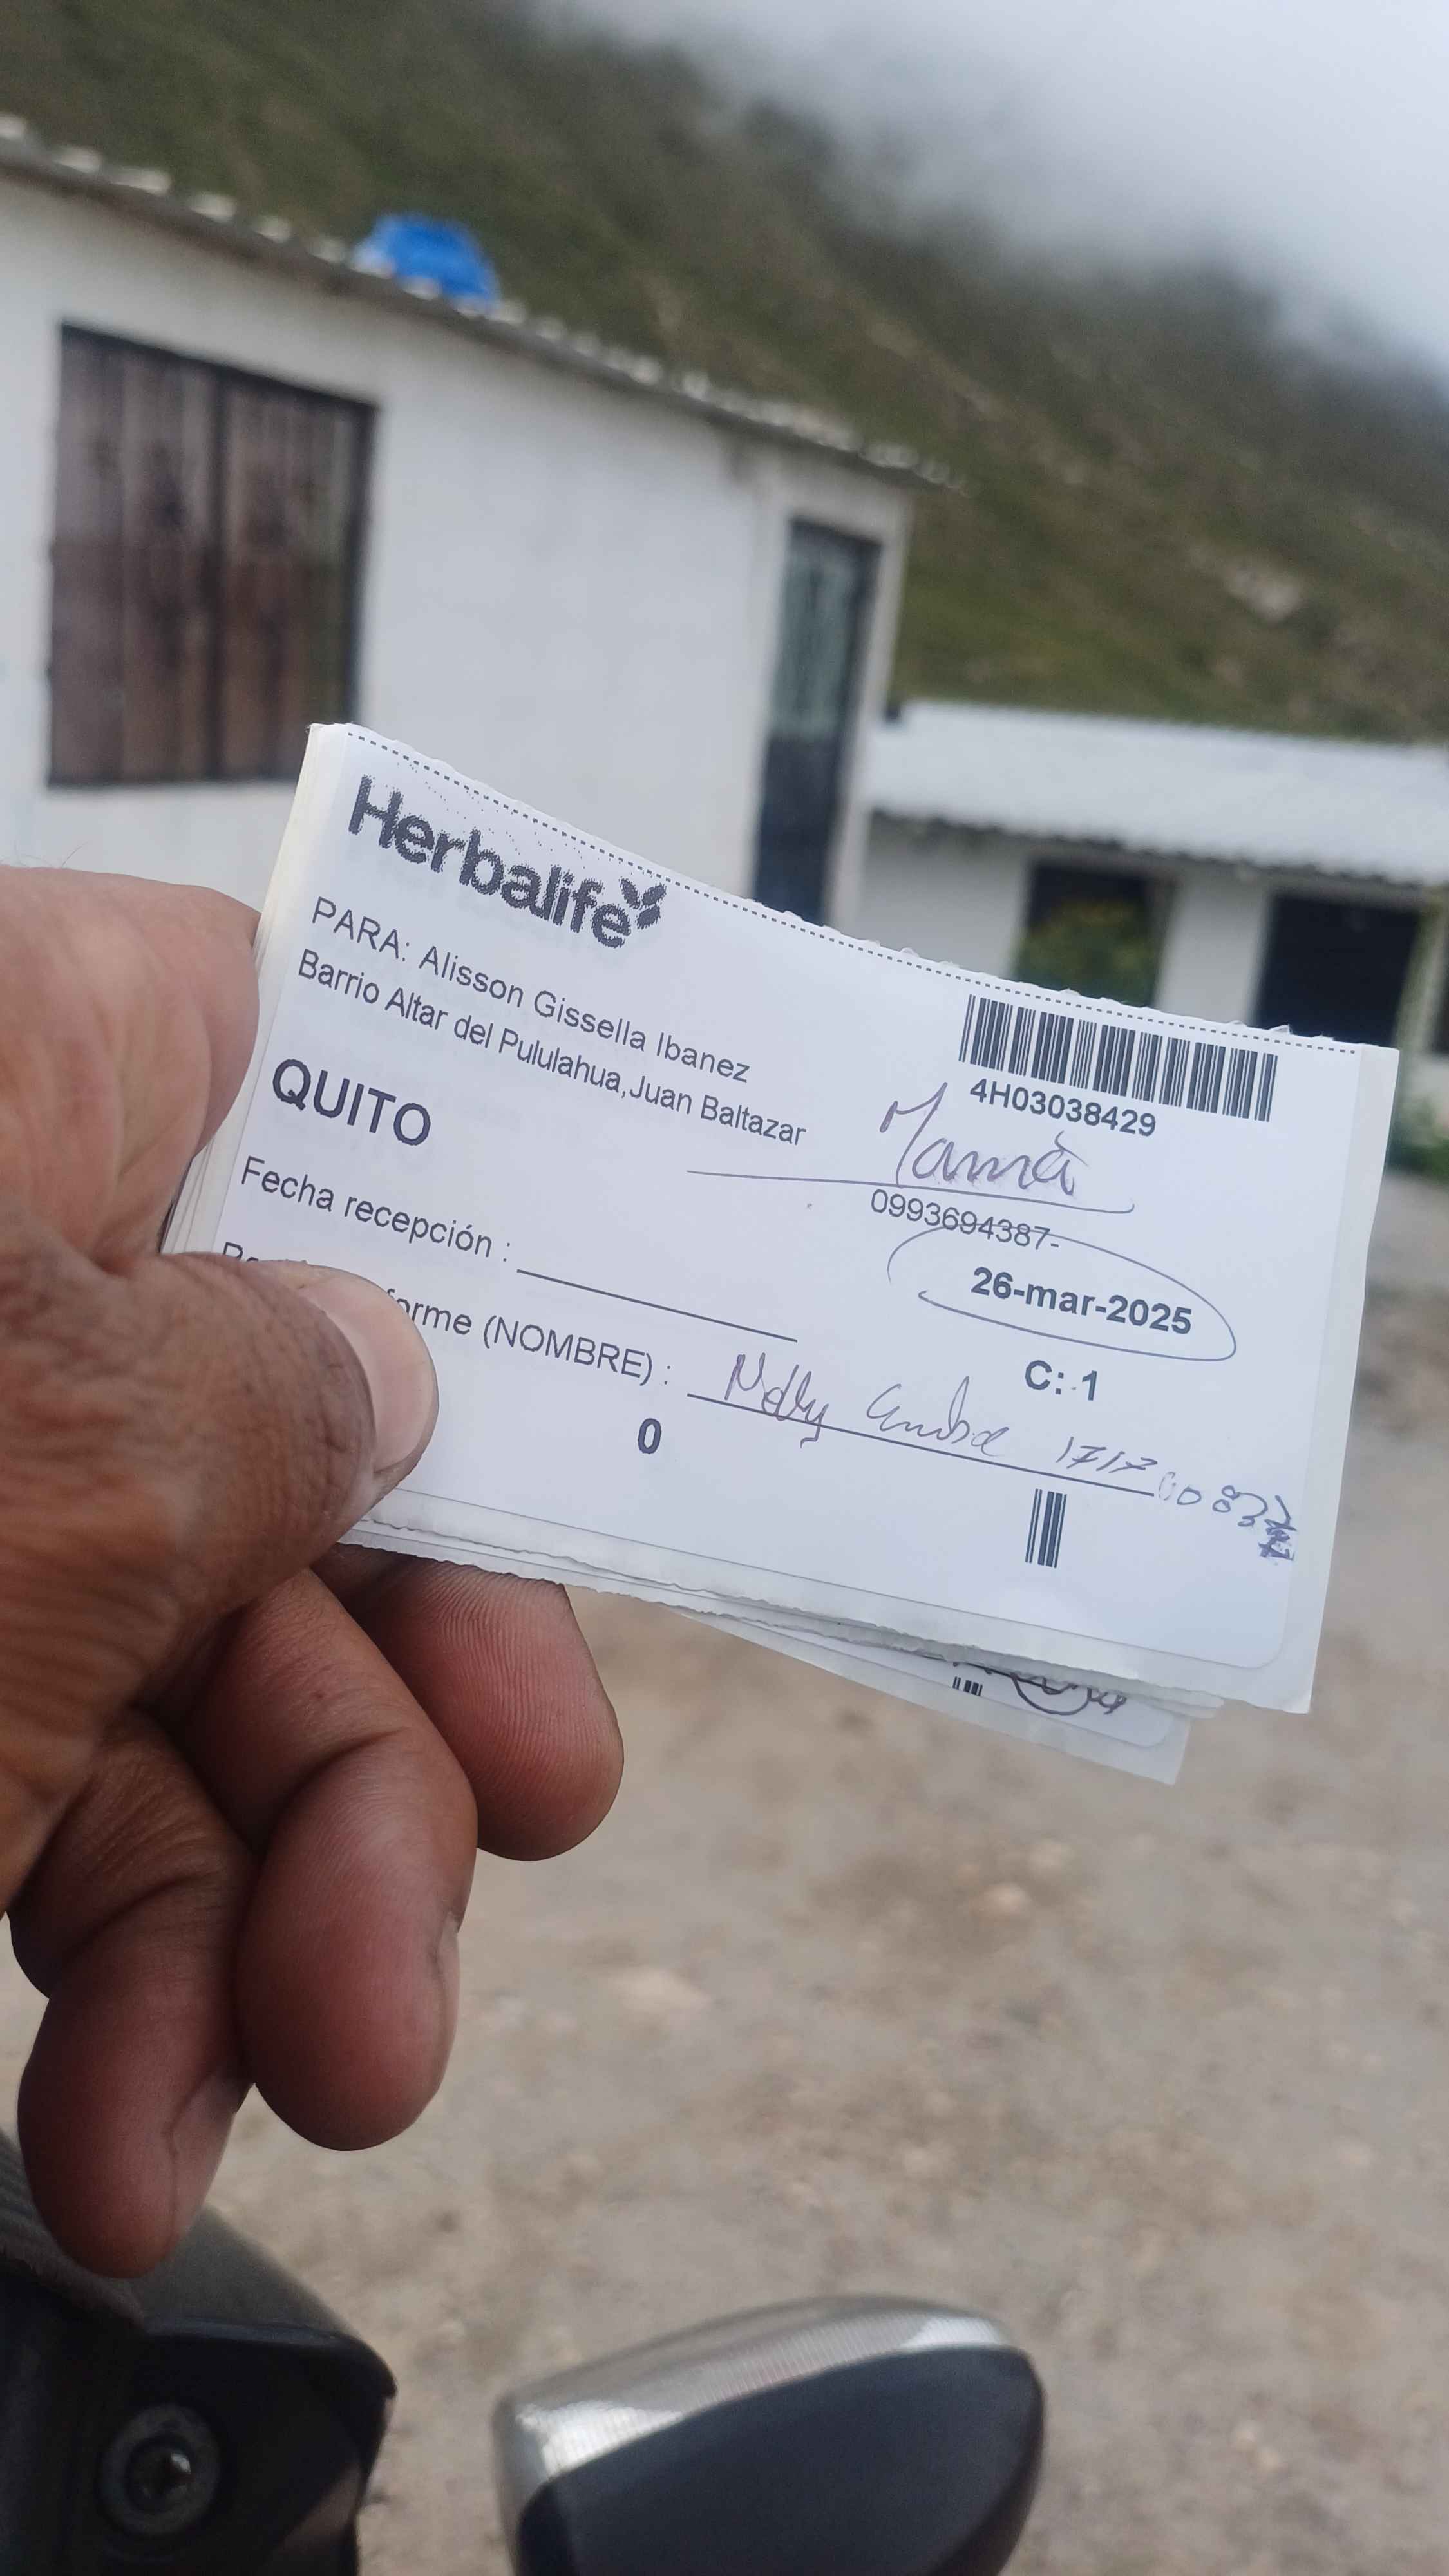 Herbalife
PARA: Alisson Gissella Ibanez
Barrio Altar del Pululahua,Juan Baltazar
QUITO
4H03038429
Mamá
0993694387-
Fecha recepción :
26-mar-2025
forme (NOMBRE) :
C: 1
0